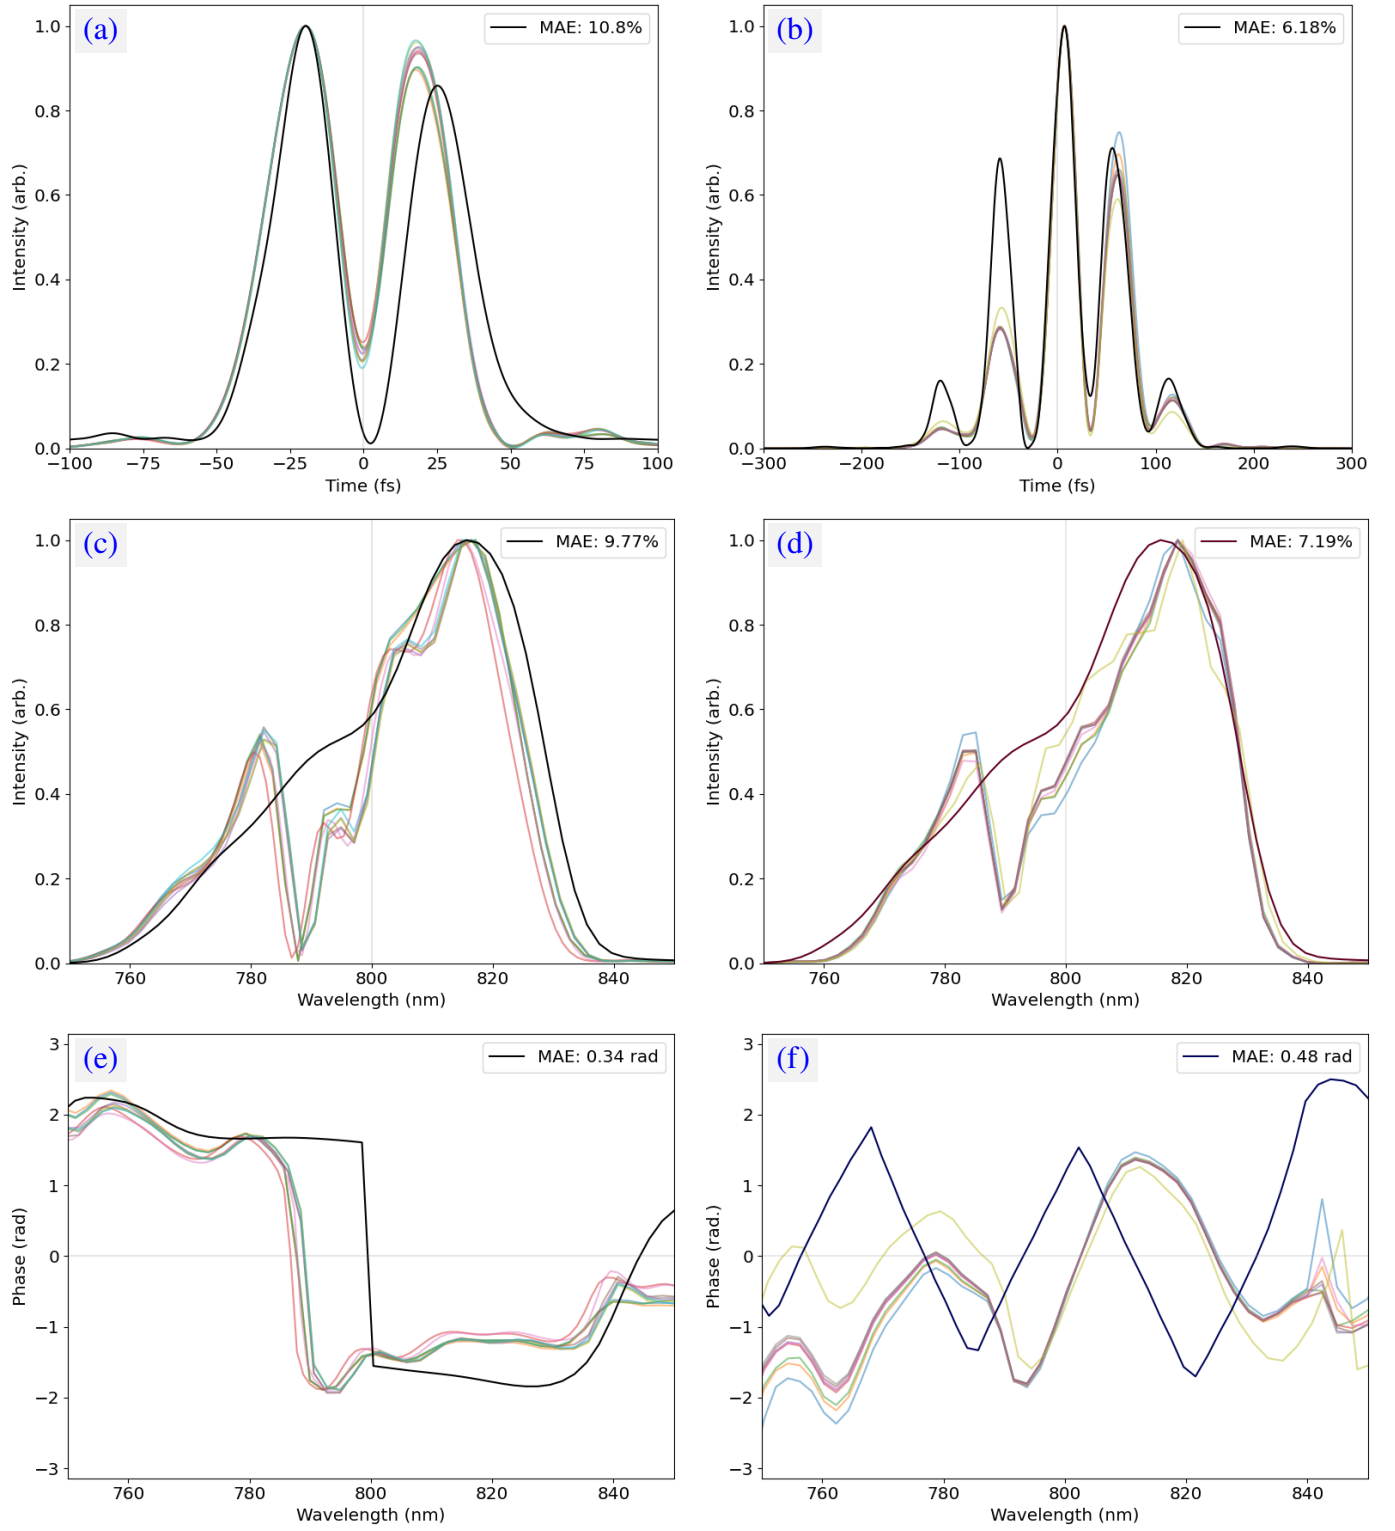 (a)
MAE: 10.8%
1.0
0.8
0.6
0.4
0.2
0.0
Intensity (arb.)
−100 −75 −50 −25 0 25 50 75 100
Time (fs)
(b)
MAE: 6.18%
1.0
0.8
0.6
0.4
0.2
0.0
Intensity (arb.)
−300 −200 −100 0 100 200 300
Time (fs)
(c)
MAE: 9.77%
1.0
0.8
0.6
0.4
0.2
0.0
Intensity (arb.)
760 780 800 820 840
Wavelength (nm)
(d)
MAE: 7.19%
1.0
0.8
0.6
0.4
0.2
0.0
Intensity (arb.)
760 780 800 820 840
Wavelength (nm)
(e)
MAE: 0.34 rad
3
2
1
0
−1
−2
−3
Phase (rad)
760 780 800 820 840
Wavelength (nm)
(f)
MAE: 0.48 rad
3
2
1
0
−1
−2
−3
Phase (rad.)
760 780 800 820 840
Wavelength (nm)